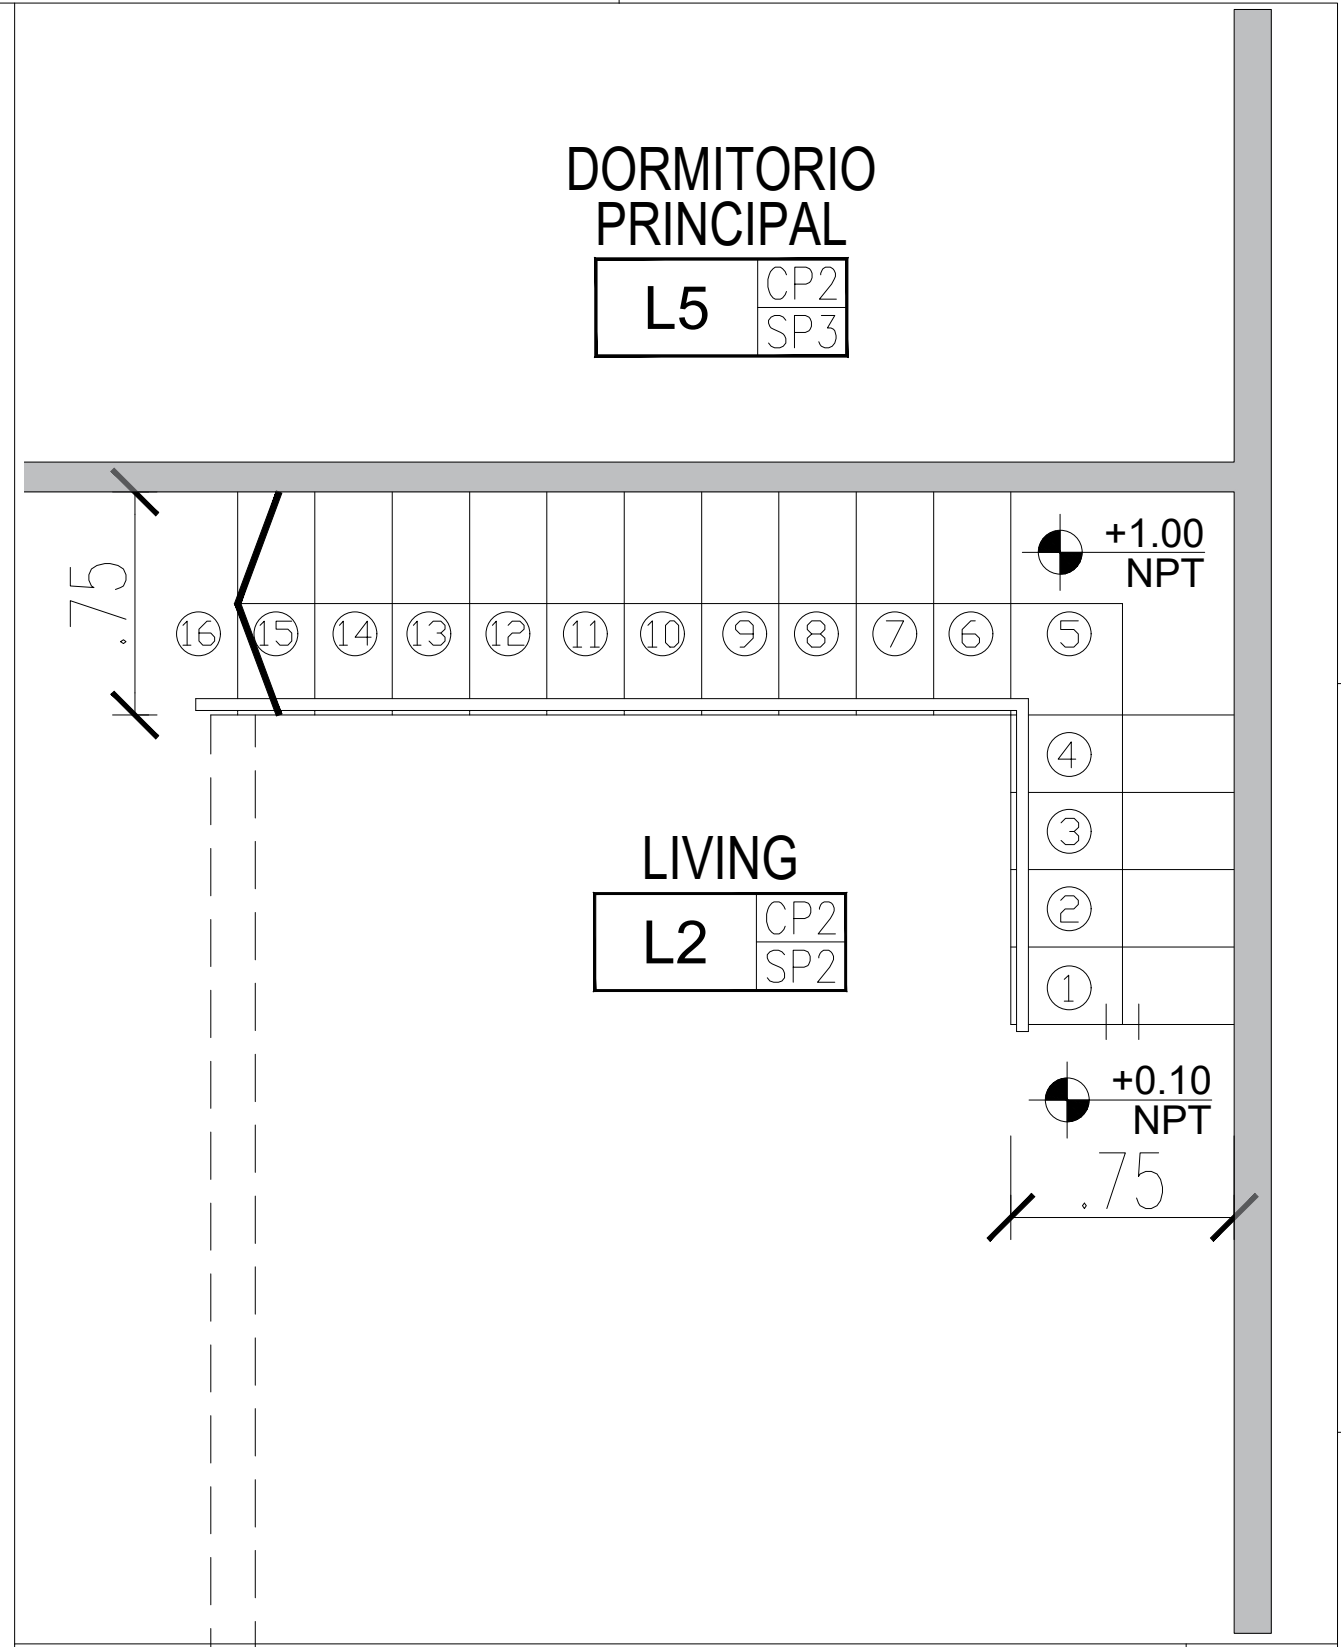 DORMITORIO
PRINCIPAL
L5
CP2
SP3
+1.00
NPT
.75
16 15 14 13 12 11 10 9 8 7 6 5
4
3
2
1
LIVING
L2
CP2
SP2
+0.10
NPT
.75